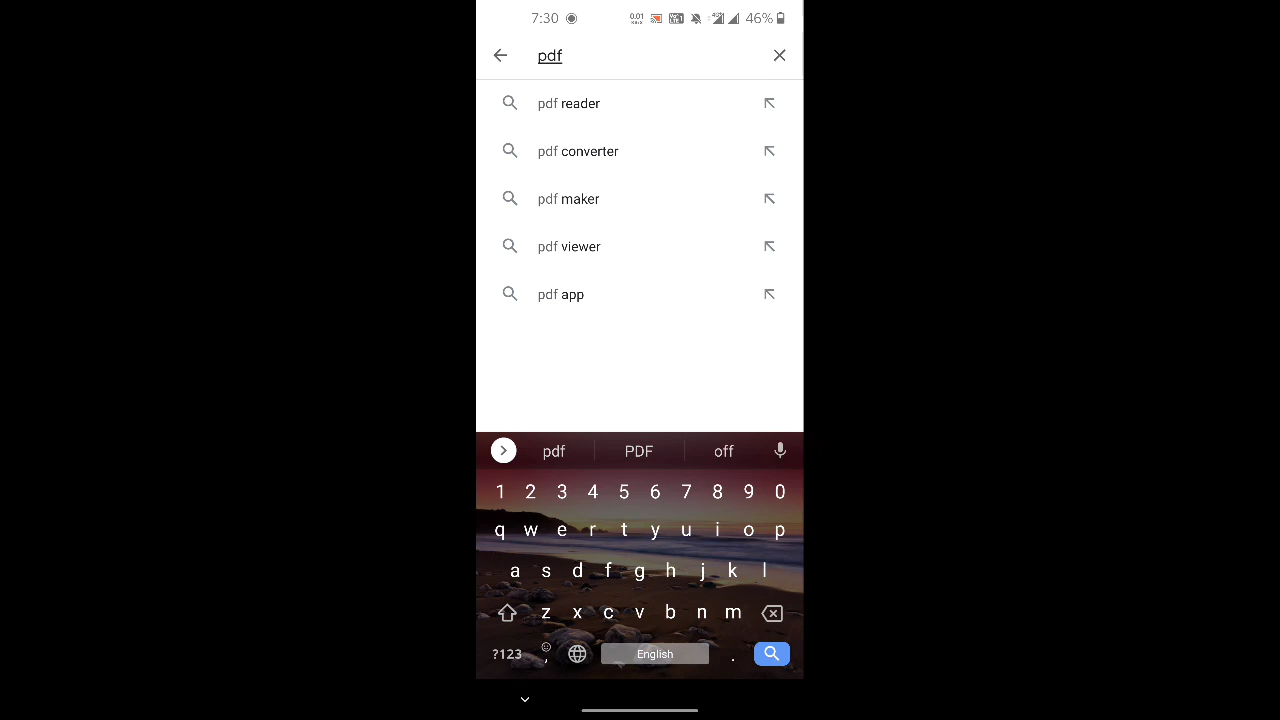 7:30 46%
pdf
pdf reader
pdf converter
pdf maker
pdf viewer
pdf app
pdf PDF off
1 2 3 4 5 6 7 8 9 0
q w e r t y u i o p
a s d f g h j k l
z x c v b n m
?123 , English .